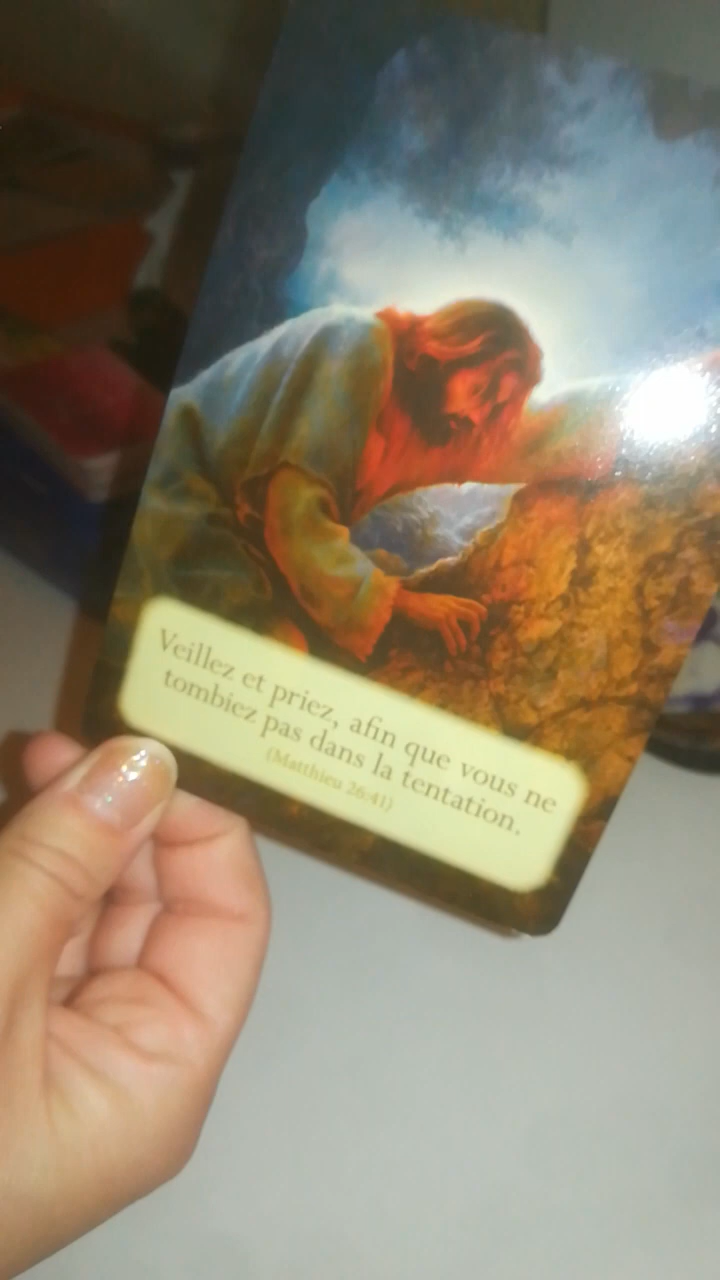 Veillez et priez, afin que vous ne
tombiez pas dans la tentation.
(Matthieu 26:41)